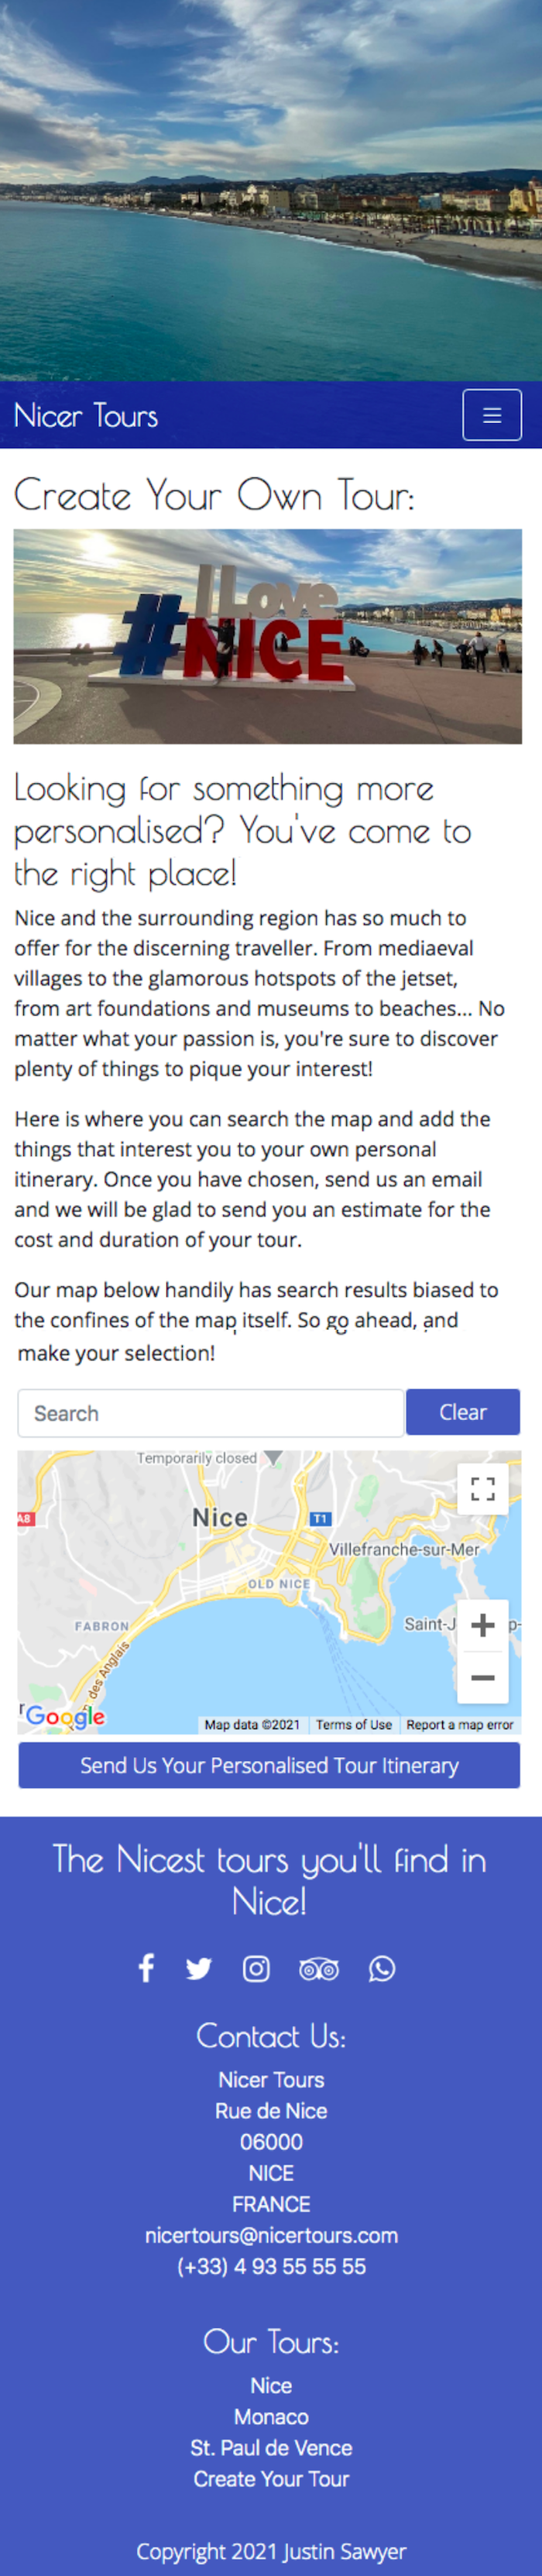 Nicer Tours
Create Your Own Tour:
I Love
#NICE
Looking for something more
personalised? You've come to
the right place!
Nice and the surrounding region has so much to
offer for the discerning traveller. From mediaeval
villages to the glamorous hotspots of the jetset,
from art foundations and museums to beaches... No
matter what your passion is, you're sure to discover
plenty of things to pique your interest!
Here is where you can search the map and add the
things that interest you to your own personal
itinerary. Once you have chosen, send us an email
and we will be glad to send you an estimate for the
cost and duration of your tour.
Our map below handily has search results biased to
the confines of the map itself. So go ahead, and
make your selection!
Search
Clear
Temporarily closed
A8
Nice
T1
Villefranche-sur-Mer
OLD NICE
FABRON
Saint-J
p-
des Anglais
r
Google
Map data ©2021
Terms of Use
Report a map error
Send Us Your Personalised Tour Itinerary
The Nicest tours you'll find in
Nice!
Contact Us:
Nicer Tours
Rue de Nice
06000
NICE
FRANCE
nicertours@nicertours.com
(+33) 4 93 55 55 55
Our Tours:
Nice
Monaco
St. Paul de Vence
Create Your Tour
Copyright 2021 Justin Sawyer